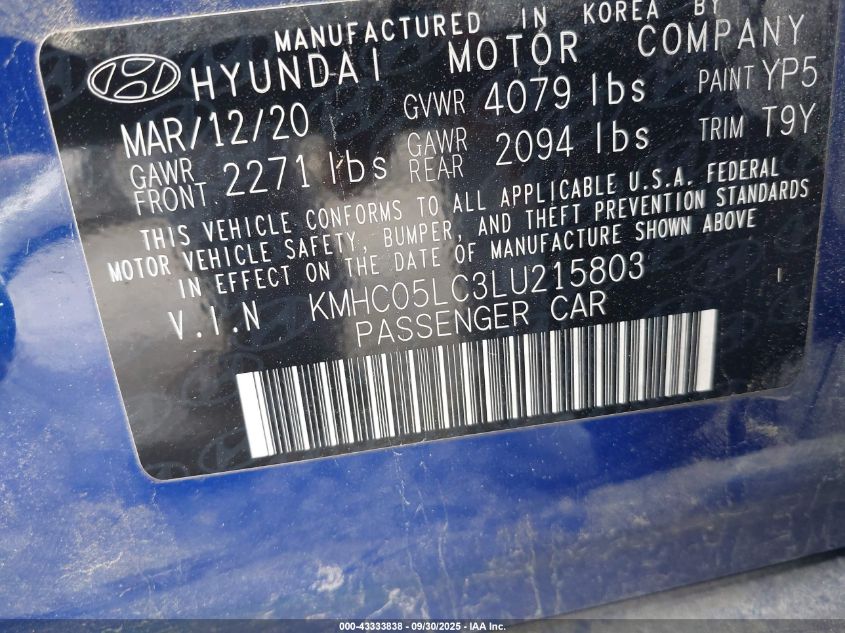 MANUFACTURED IN KOREA BY
HYUNDAI MOTOR COMPANY
MAR/12/20 GVWR 4079 lbs PAINT YP5
GAWR FRONT 2271 lbs GAWR REAR 2094 lbs TRIM T9Y
THIS VEHICLE CONFORMS TO ALL APPLICABLE U.S.A. FEDERAL
MOTOR VEHICLE SAFETY, BUMPER, AND THEFT PREVENTION STANDARDS
IN EFFECT ON THE DATE OF MANUFACTURE SHOWN ABOVE
V.I.N KMHC05LC3LU215803
PASSENGER CAR
000-43333838 - 09/30/2025 - IAA Inc.